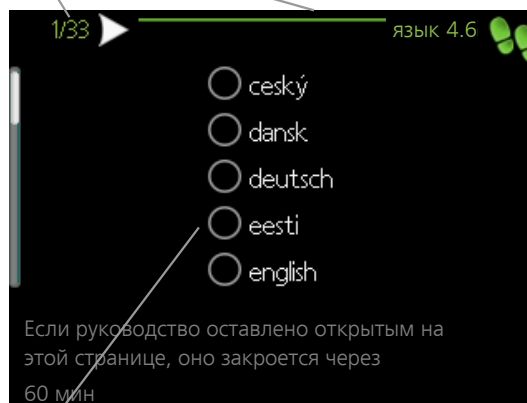 1/33
язык 4.6
ceský
dansk
deutsch
eesti
english
Если руководство оставлено открытым на
этой странице, оно закроется через
60 мин